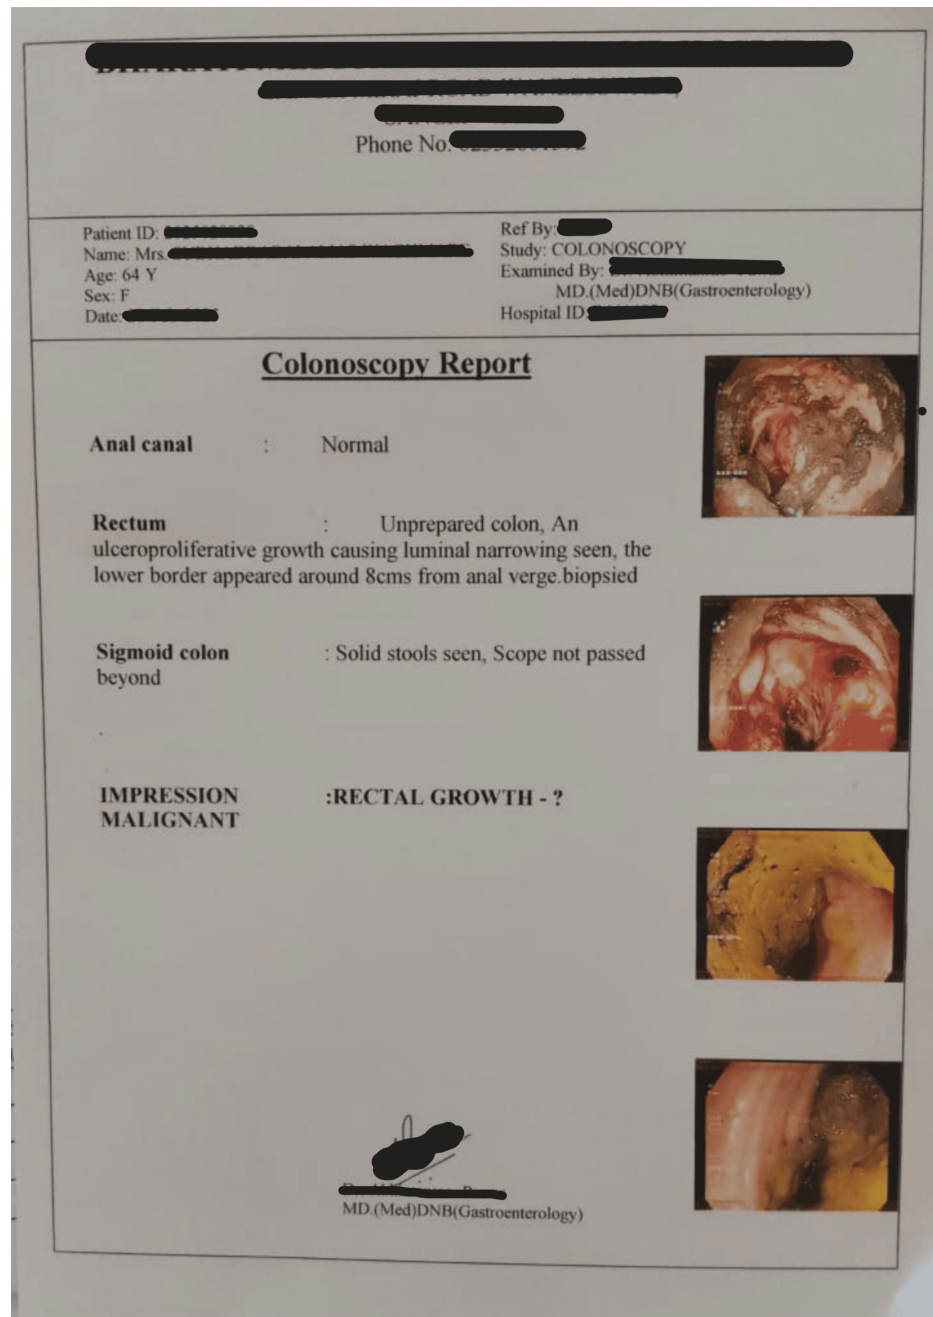 Phone No:
Patient ID:
Name: Mrs.
Age: 64 Y
Sex: F
Date:
Ref By:
Study: COLONOSCOPY
Examined By:
MD.(Med)DNB(Gastroenterology)
Hospital ID:
Colonoscopy Report
Anal canal : Normal
Rectum : Unprepared colon, An
ulceroproliferative growth causing luminal narrowing seen, the
lower border appeared around 8cms from anal verge.biopsied
Sigmoid colon : Solid stools seen, Scope not passed
beyond
IMPRESSION :RECTAL GROWTH - ?
MALIGNANT
MD.(Med)DNB(Gastroenterology)